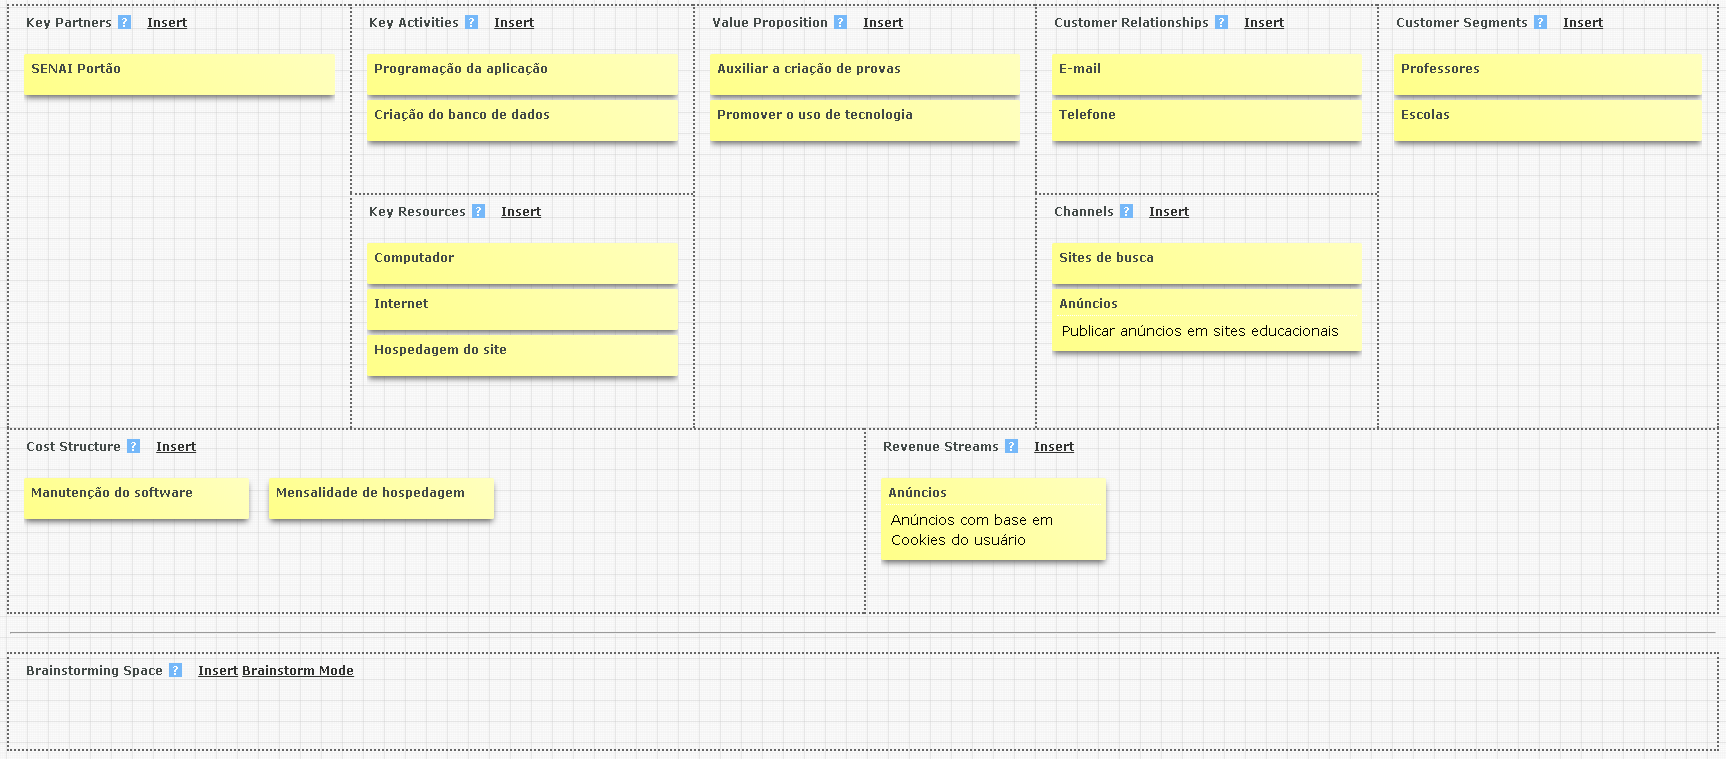 Key Partners ? Insert
SENAI Portão
Key Activities ? Insert
Programação da aplicação
Criação do banco de dados
Key Resources ? Insert
Computador
Internet
Hospedagem do site
Value Proposition ? Insert
Auxiliar a criação de provas
Promover o uso de tecnologia
Customer Relationships ? Insert
E-mail
Telefone
Channels ? Insert
Sites de busca
Anúncios
Publicar anúncios em sites educacionais
Customer Segments ? Insert
Professores
Escolas
Cost Structure ? Insert
Manutenção do software
Mensalidade de hospedagem
Revenue Streams ? Insert
Anúncios
Anúncios com base em
Cookies do usuário
Brainstorming Space ? Insert Brainstorm Mode